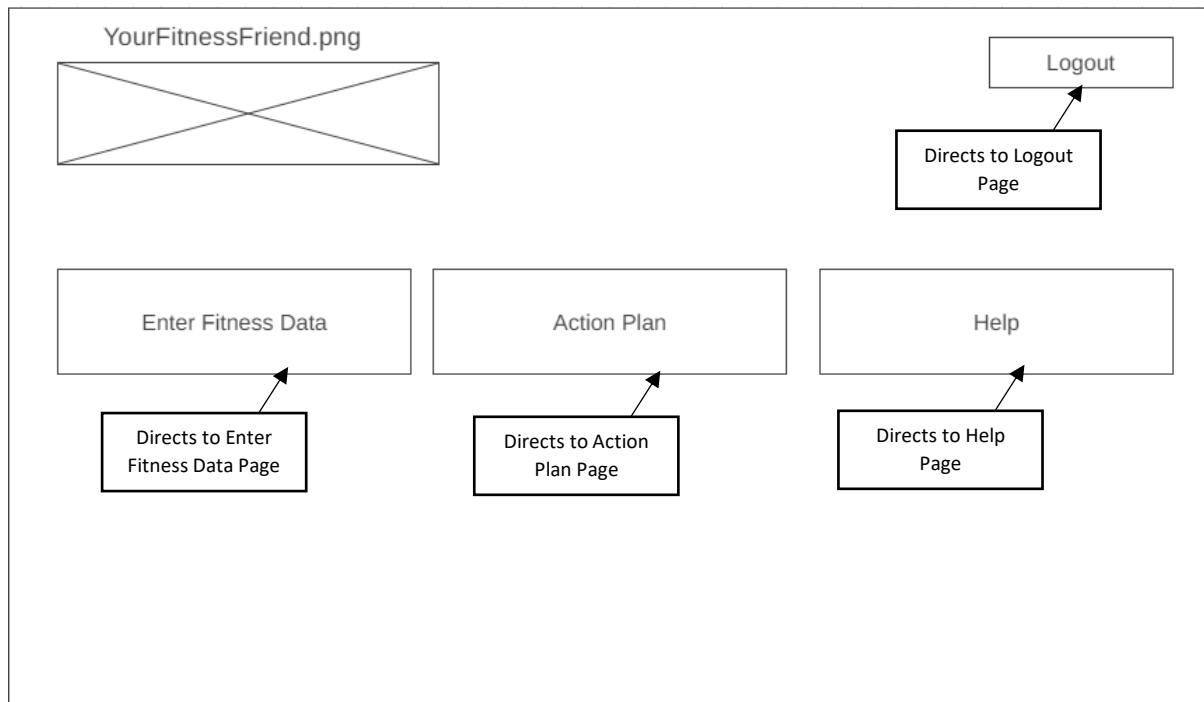 YourFitnessFriend.png
Logout
Directs to Logout
Page
Enter Fitness Data
Action Plan
Help
Directs to Enter
Fitness Data Page
Directs to Action
Plan Page
Directs to Help
Page